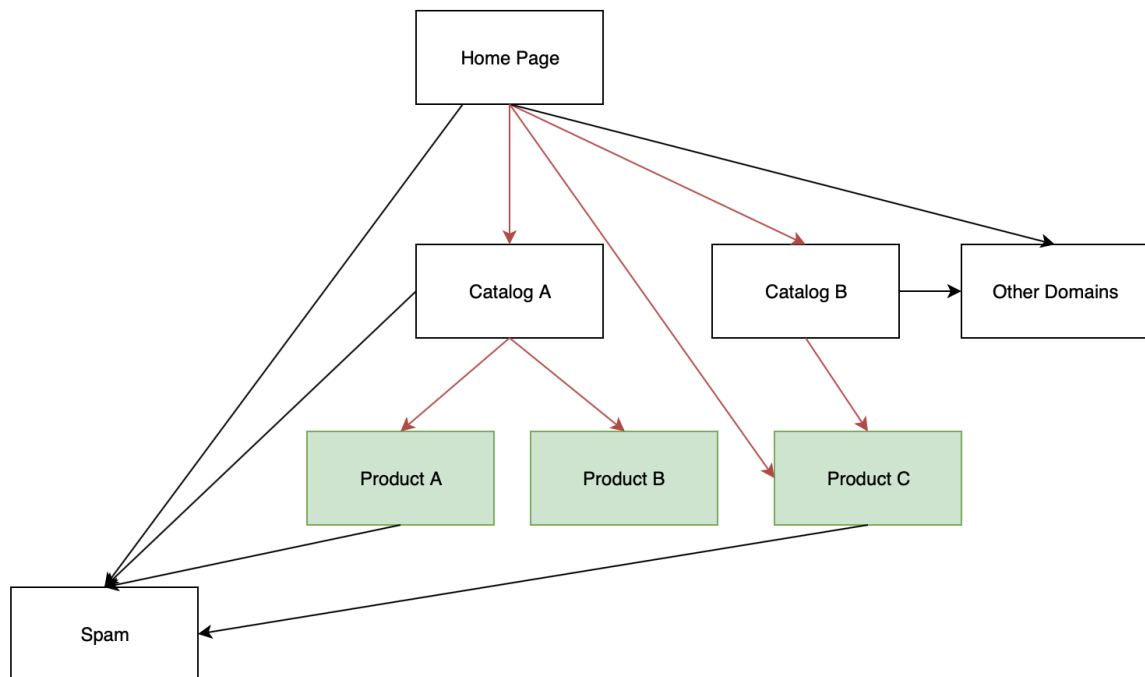 Home Page
Catalog A
Catalog B
Other Domains
Product A
Product B
Product C
Spam